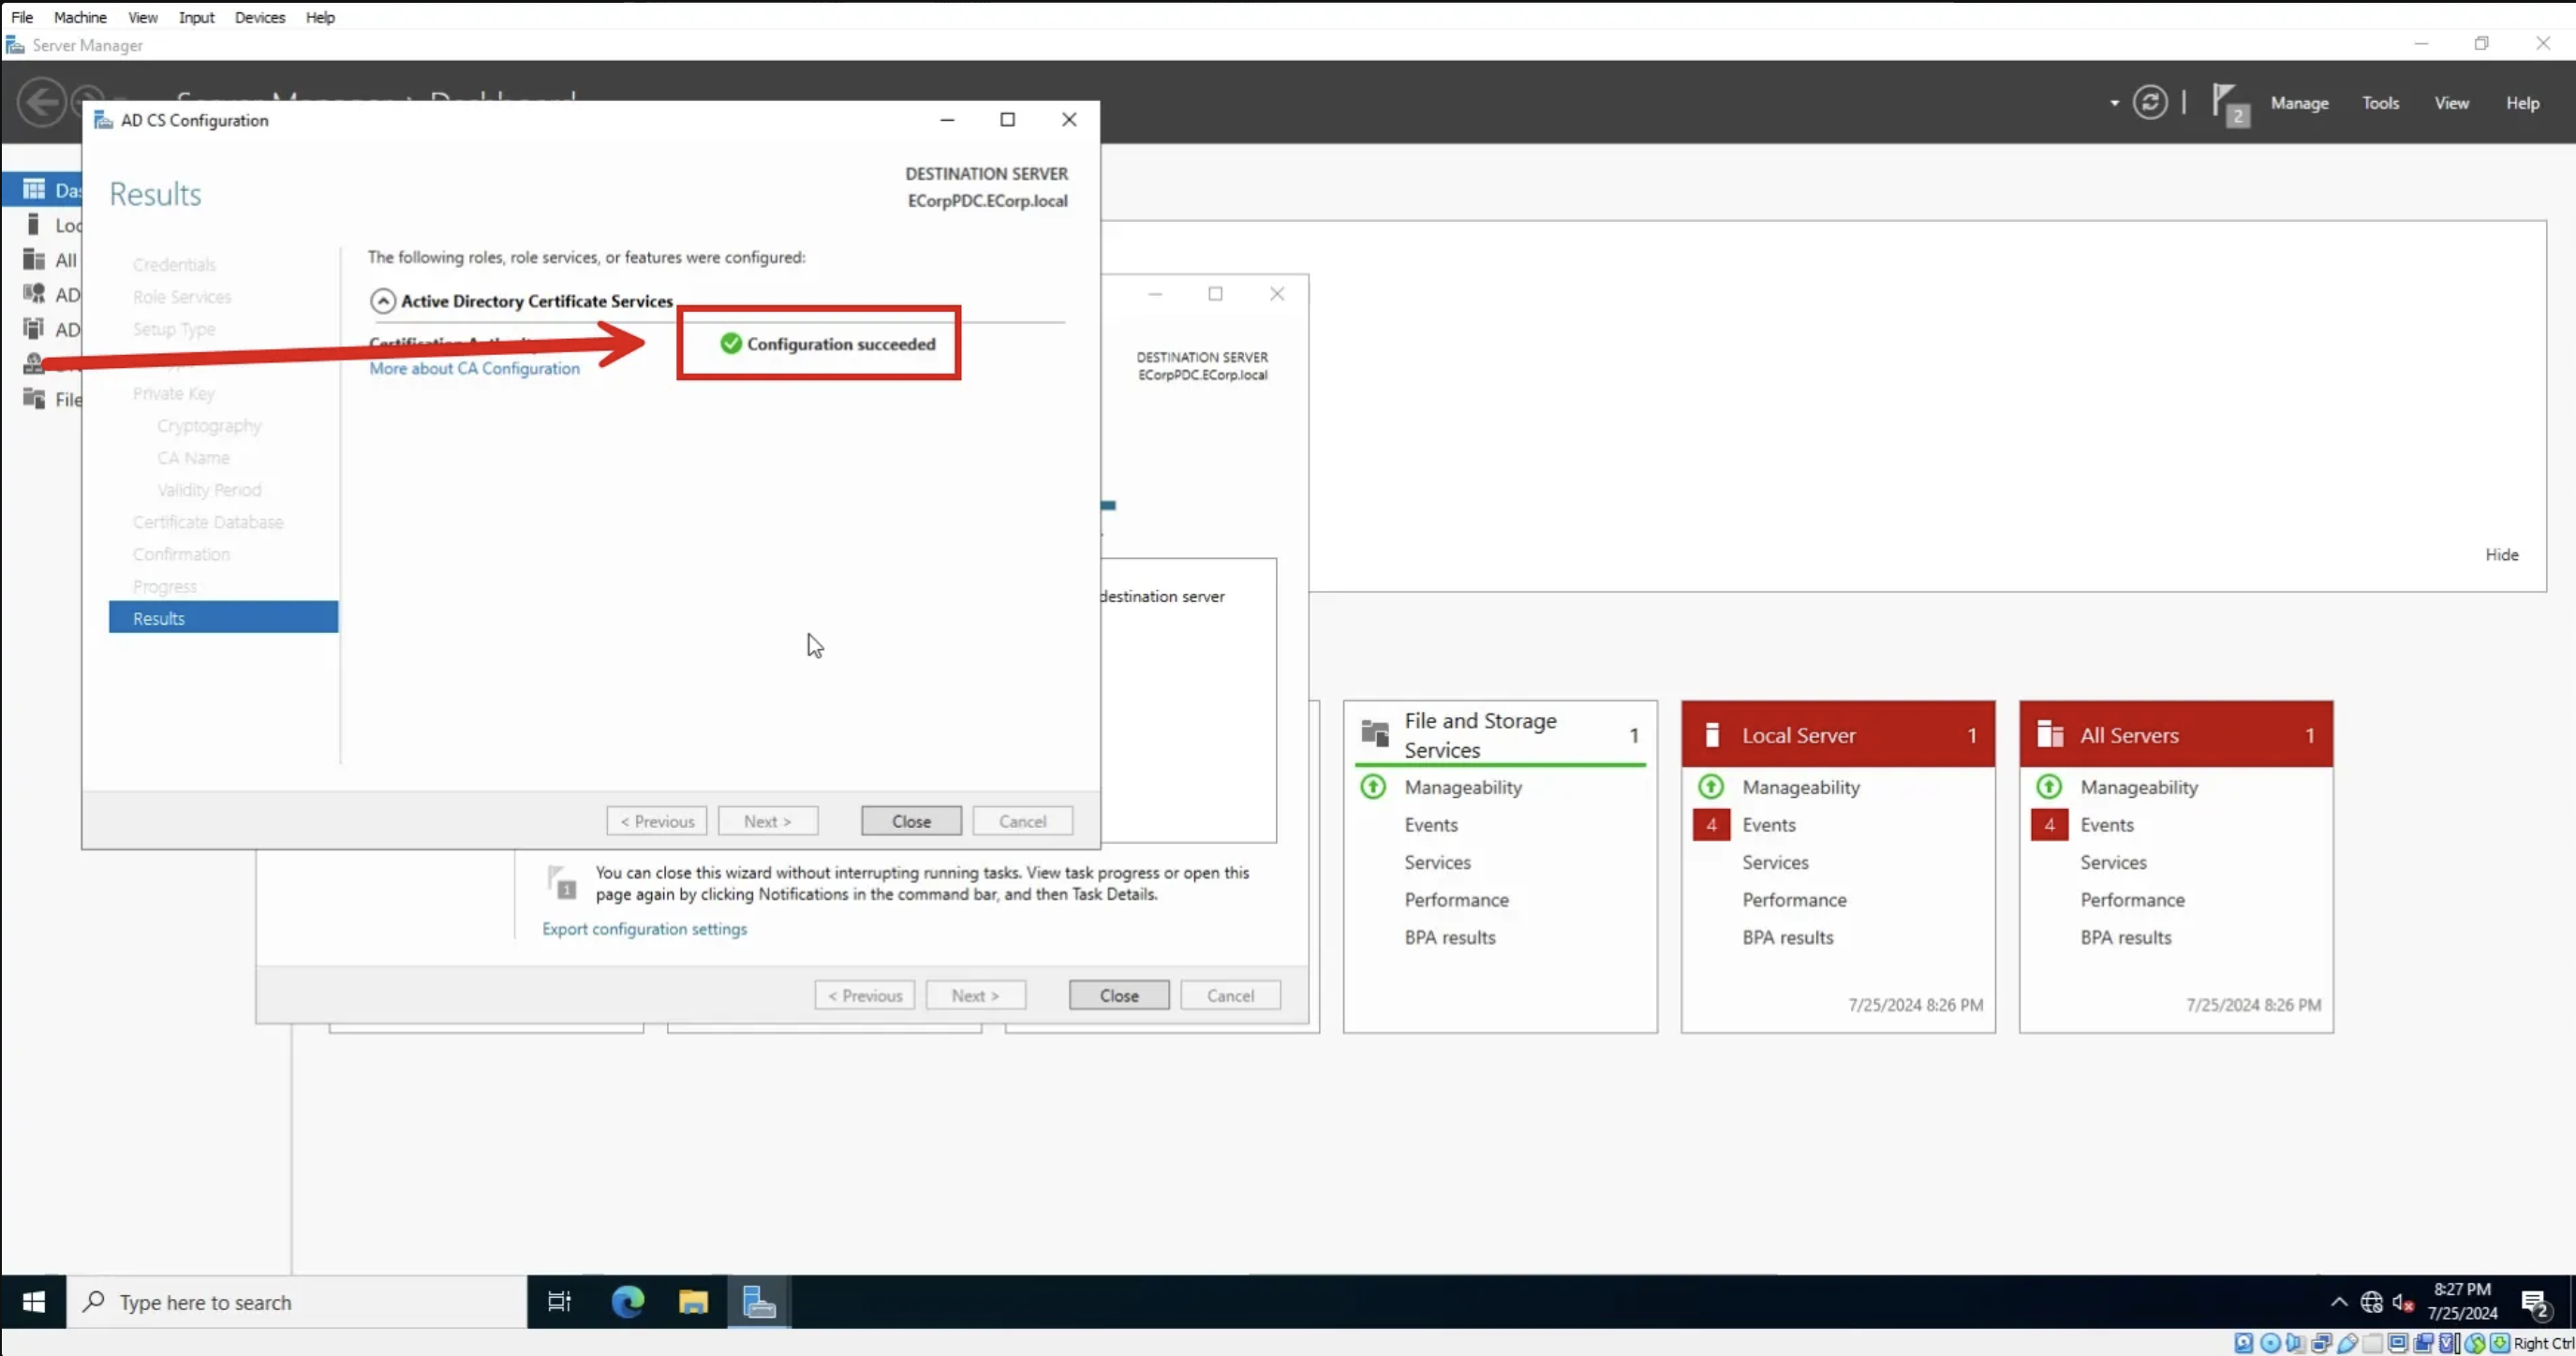 File Machine View Input Devices Help
Server Manager
2 Manage Tools View Help
AD CS Configuration
Results
DESTINATION SERVER
ECorpPDC.ECorp.local
Das
Loc
All
AD
AD
File
Credentials
Role Services
Setup Type
Private Key
Cryptography
CA Name
Validity Period
Certificate Database
Confirmation
Progress
Results
The following roles, role services, or features were configured:
Active Directory Certificate Services
Configuration succeeded
More about CA Configuration
< Previous Next > Close Cancel
DESTINATION SERVER
ECorpPDC.ECorp.local
destination server
1
You can close this wizard without interrupting running tasks. View task progress or open this
page again by clicking Notifications in the command bar, and then Task Details.
Export configuration settings
< Previous Next > Close Cancel
Hide
File and Storage
Services
1
Manageability
Events
Services
Performance
BPA results
Local Server 1
Manageability
4 Events
Services
Performance
BPA results
7/25/2024 8:26 PM
All Servers 1
Manageability
4 Events
Services
Performance
BPA results
7/25/2024 8:26 PM
Type here to search
8:27 PM
7/25/2024
2
Right Ctrl